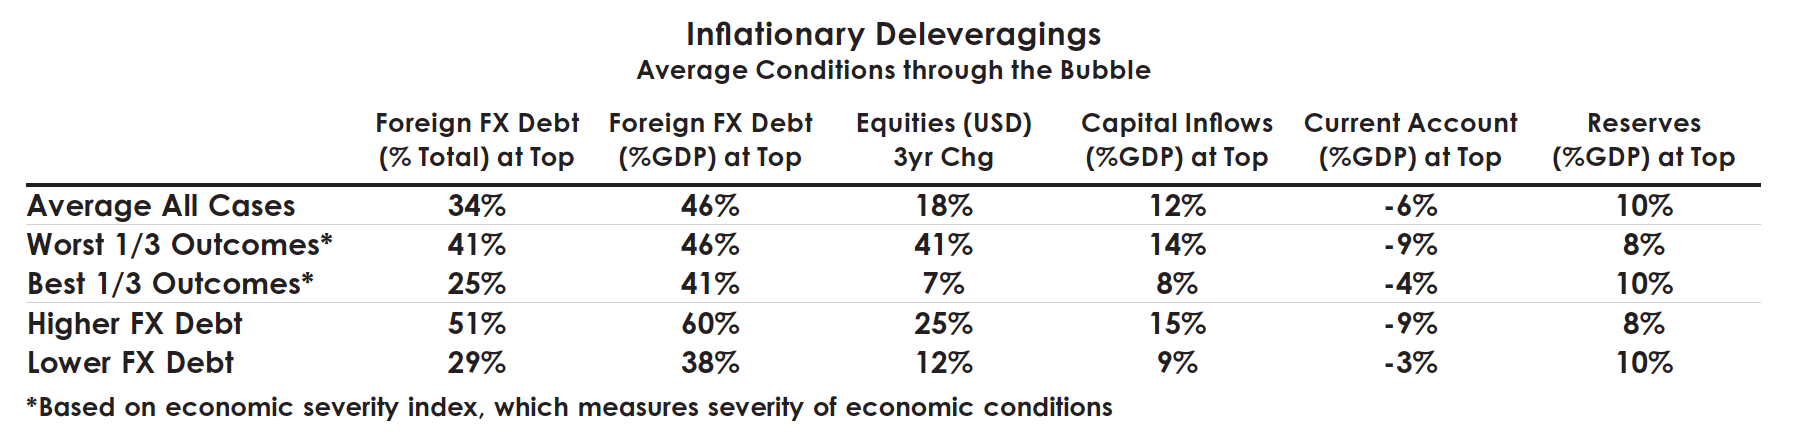 Inflationary Deleveragings
Average Conditions through the Bubble
Foreign FX Debt Foreign FX Debt Equities (USD) Capital Inflows Current Account Reserves
(% Total) at Top (%GDP) at Top 3yr Chg (%GDP) at Top (%GDP) at Top (%GDP) at Top
Average All Cases 34% 46% 18% 12% -6% 10%
Worst 1/3 Outcomes* 41% 46% 41% 14% -9% 8%
Best 1/3 Outcomes* 25% 41% 7% 8% -4% 10%
Higher FX Debt 51% 60% 25% 15% -9% 8%
Lower FX Debt 29% 38% 12% 9% -3% 10%
*Based on economic severity index, which measures severity of economic conditions